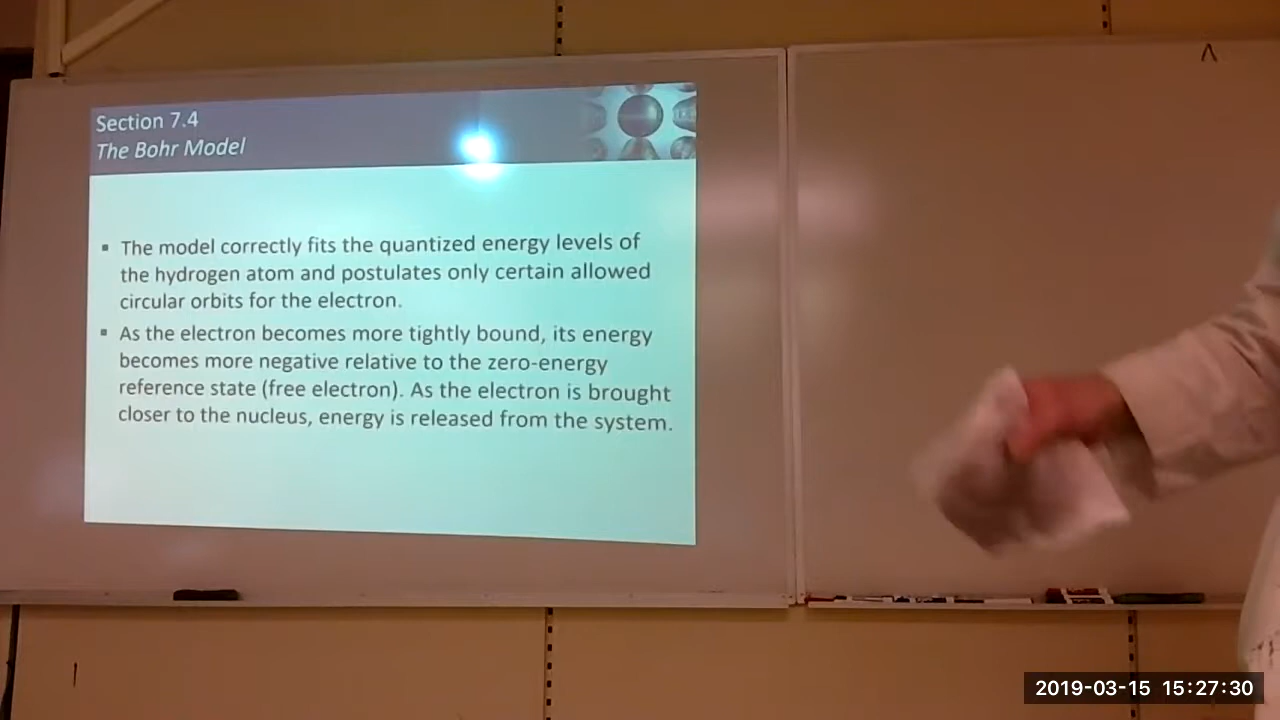 Section 7.4
The Bohr Model
▪ The model correctly fits the quantized energy levels of
the hydrogen atom and postulates only certain allowed
circular orbits for the electron.
▪ As the electron becomes more tightly bound, its energy
becomes more negative relative to the zero-energy
reference state (free electron). As the electron is brought
closer to the nucleus, energy is released from the system.
2019-03-15 15:27:30